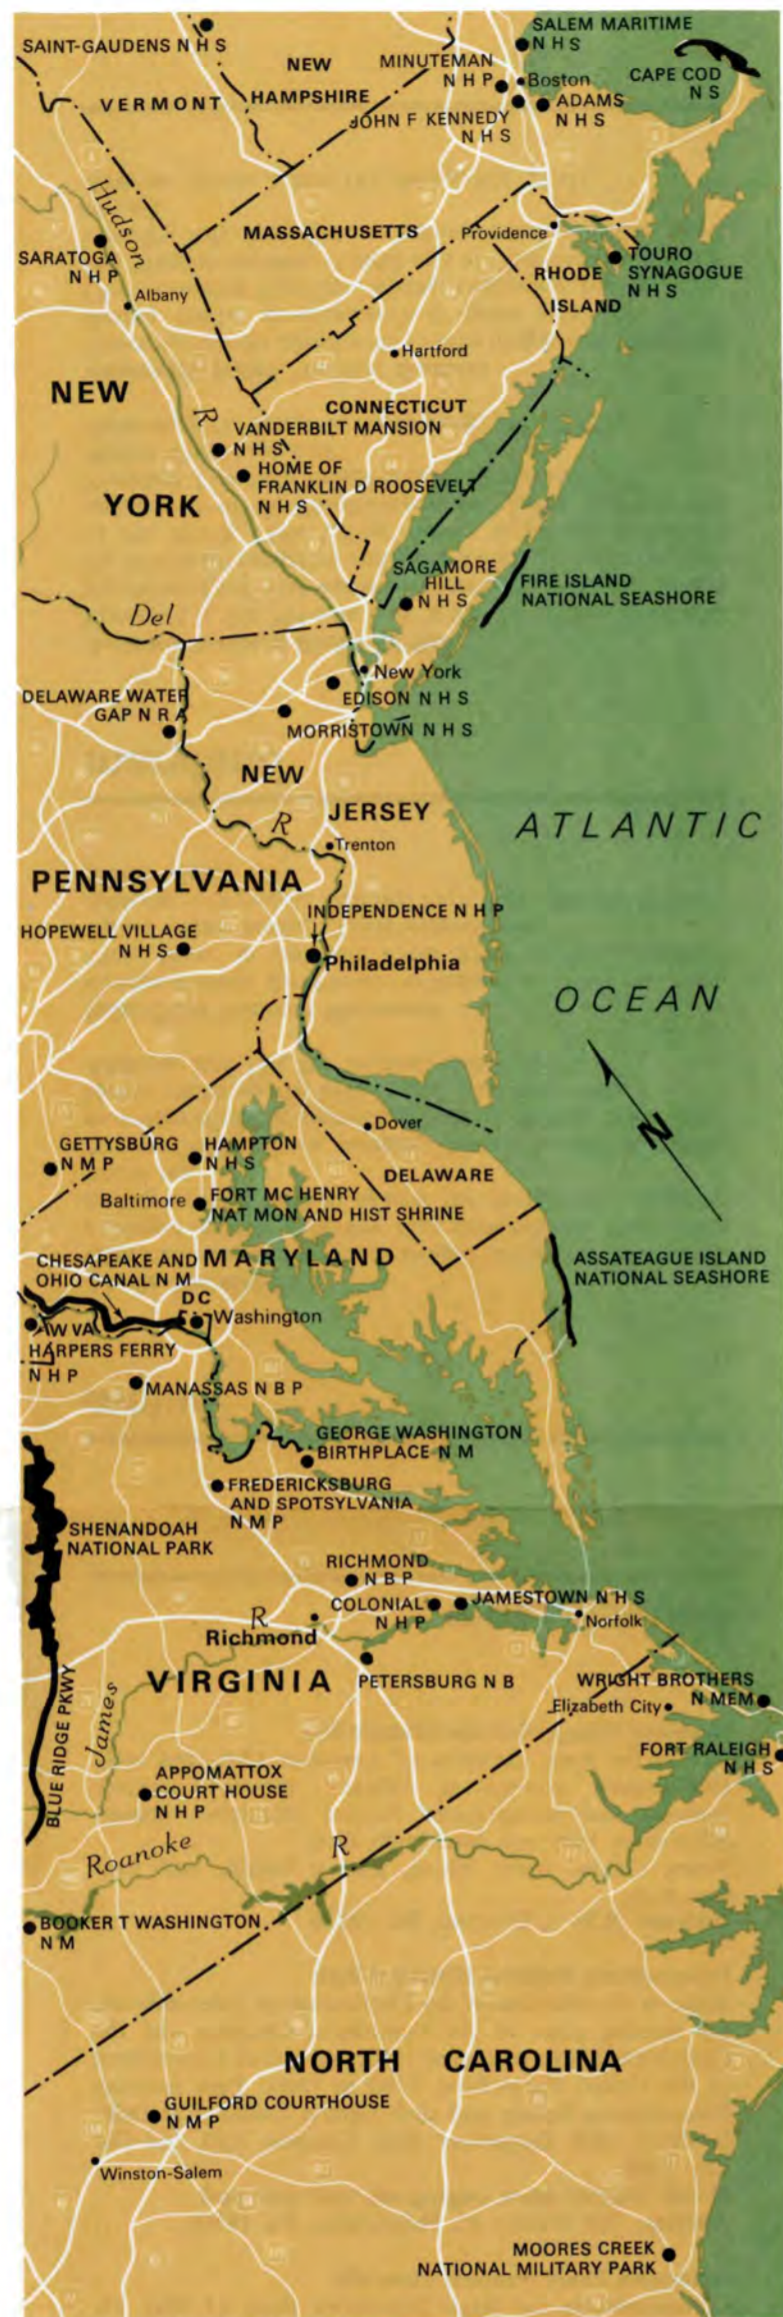 SALEM MARITIME
N H S
SAINT-GAUDENS N H S
NEW
HAMPSHIRE
MINUTEMAN
N H P
Boston
CAPE COD
N S
VERMONT
ADAMS
N H S
JOHN F KENNEDY
N H S
Hudson
R
MASSACHUSETTS
Providence
SARATOGA
N H P
TOURO
SYNAGOGUE
N H S
RHODE
ISLAND
Albany
Hartford
NEW
YORK
CONNECTICUT
VANDERBILT MANSION
N H S
HOME OF
FRANKLIN D ROOSEVELT
N H S
SAGAMORE
HILL
N H S
FIRE ISLAND
NATIONAL SEASHORE
Del
R
New York
EDISON N H S
DELAWARE WATER
GAP N R A
MORRISTOWN N H S
NEW
JERSEY
ATLANTIC
OCEAN
Trenton
PENNSYLVANIA
INDEPENDENCE N H P
HOPEWELL VILLAGE
N H S
Philadelphia
N
Dover
GETTYSBURG
N M P
HAMPTON
N H S
DELAWARE
Baltimore
FORT MC HENRY
NAT MON AND HIST SHRINE
CHESAPEAKE AND
OHIO CANAL N M
MARYLAND
ASSATEAGUE ISLAND
NATIONAL SEASHORE
D C
Washington
W VA
HARPERS FERRY
N H P
MANASSAS N B P
GEORGE WASHINGTON
BIRTHPLACE N M
FREDERICKSBURG
AND SPOTSYLVANIA
N M P
SHENANDOAH
NATIONAL PARK
RICHMOND
N B P
COLONIAL
N H P
JAMESTOWN N H S
Norfolk
Richmond
James
R
VIRGINIA
PETERSBURG N B
WRIGHT BROTHERS
N MEM
Elizabeth City
BLUE RIDGE PKWY
FORT RALEIGH
N H S
APPOMATTOX
COURT HOUSE
N H P
Roanoke
R
BOOKER T WASHINGTON
N M
NORTH CAROLINA
GUILFORD COURTHOUSE
N M P
Winston-Salem
MOORES CREEK
NATIONAL MILITARY PARK